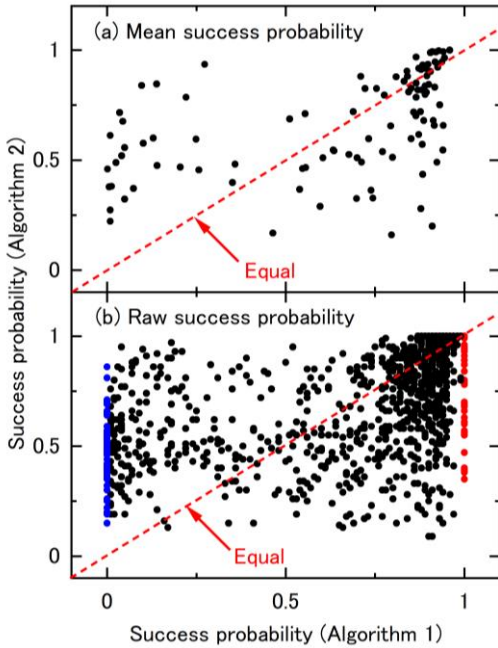 (a) Mean success probability
1
0.5
0
Equal
(b) Raw success probability
1
0.5
0
Equal
0
0.5
1
Success probability (Algorithm 1)
Success probability (Algorithm 2)